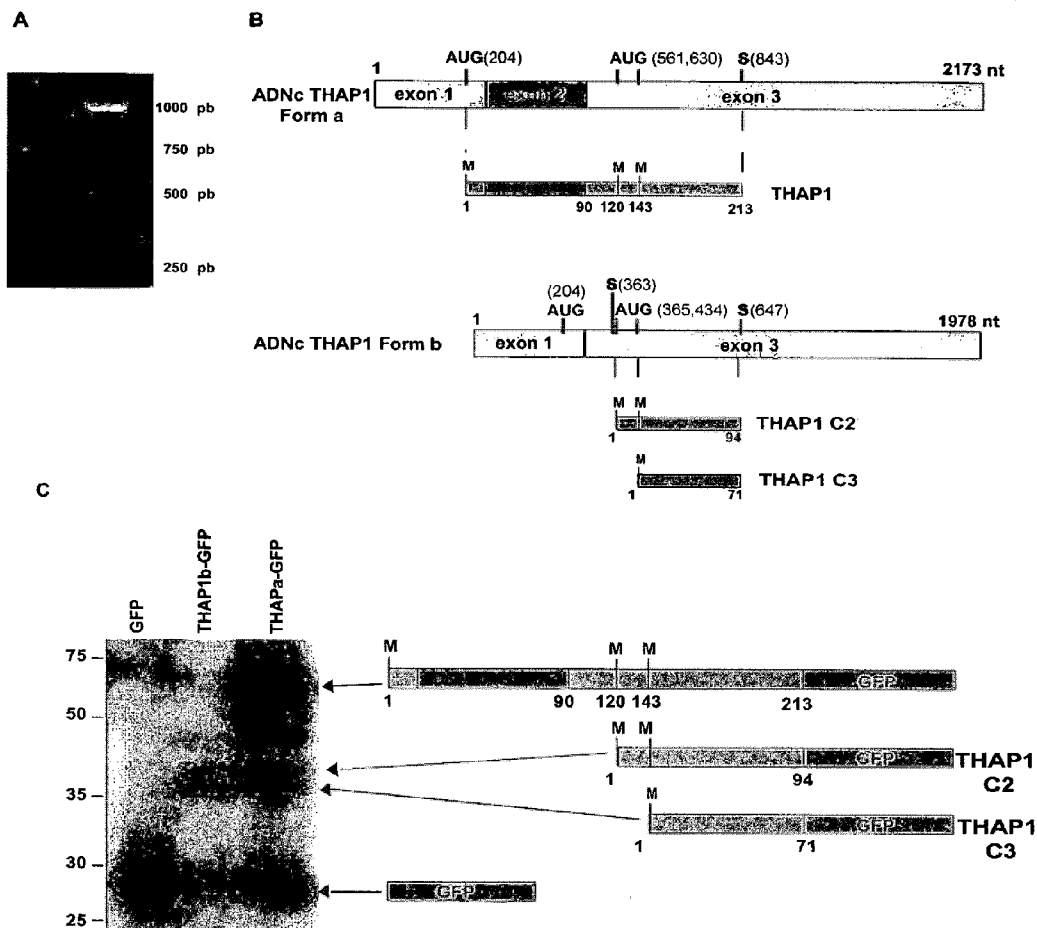 A
1000 pb
750 pb
500 pb
250 pb
B
AUG(204) AUG (561,630) S(843)
1 2173 nt
ADNc THAP1
Form a
exon 1 exon 2 exon 3
M M M
THAP1
1 90 120 143 213
S(363)
(204)
AUG AUG (365,434) S(647)
1 1978 nt
ADNc THAP1 Form b
exon 1 exon 3
M M
THAP1 C2
1 94
M
THAP1 C3
1 71
C
GFP
THAP1b-GFP
THAPa-GFP
75
50
35
30
25
M M M
GFP
1 90 120 143 213
M M
GFP
THAP1
C2
1 94
M
GFP
THAP1
C3
1 71
GFP